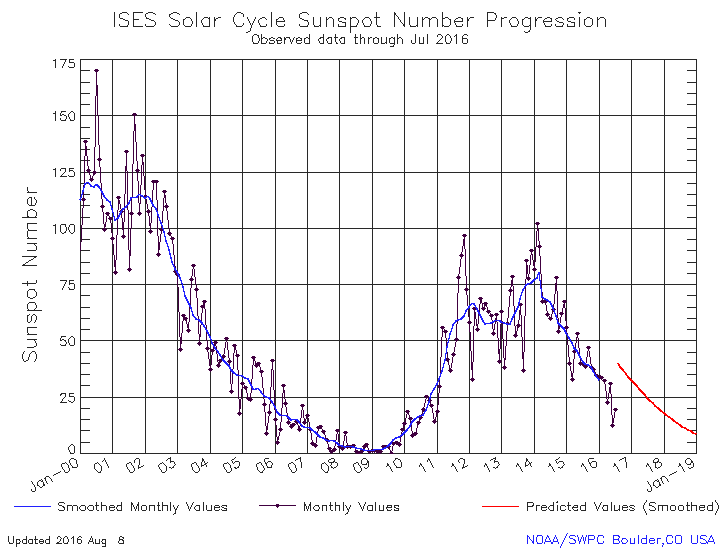 ISES Solar Cycle Sunspot Number Progression
Observed data through Jul 2016
Sunspot Number
175
150
125
100
75
50
25
0
Jan-00 01 02 03 04 05 06 07 08 09 10 11 12 13 14 15 16 17 18 Jan-19
Smoothed Monthly Values Monthly Values Predicted Values (Smoothed)
Updated 2016 Aug 8 NOAA/SWPC Boulder,CO USA